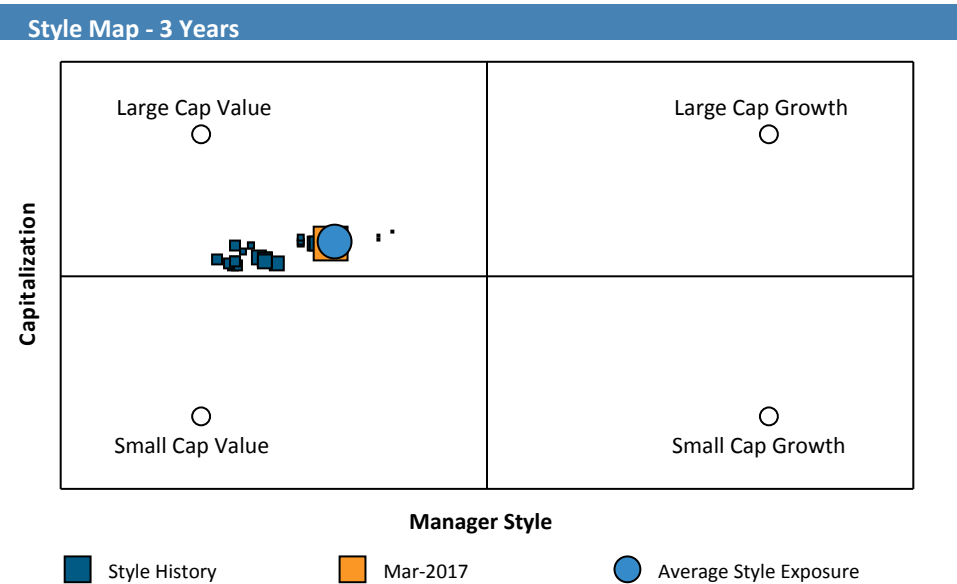 Style Map - 3 Years
Large Cap Value
Large Cap Growth
Capitalization
Small Cap Value
Small Cap Growth
Manager Style
Style History
Mar-2017
Average Style Exposure